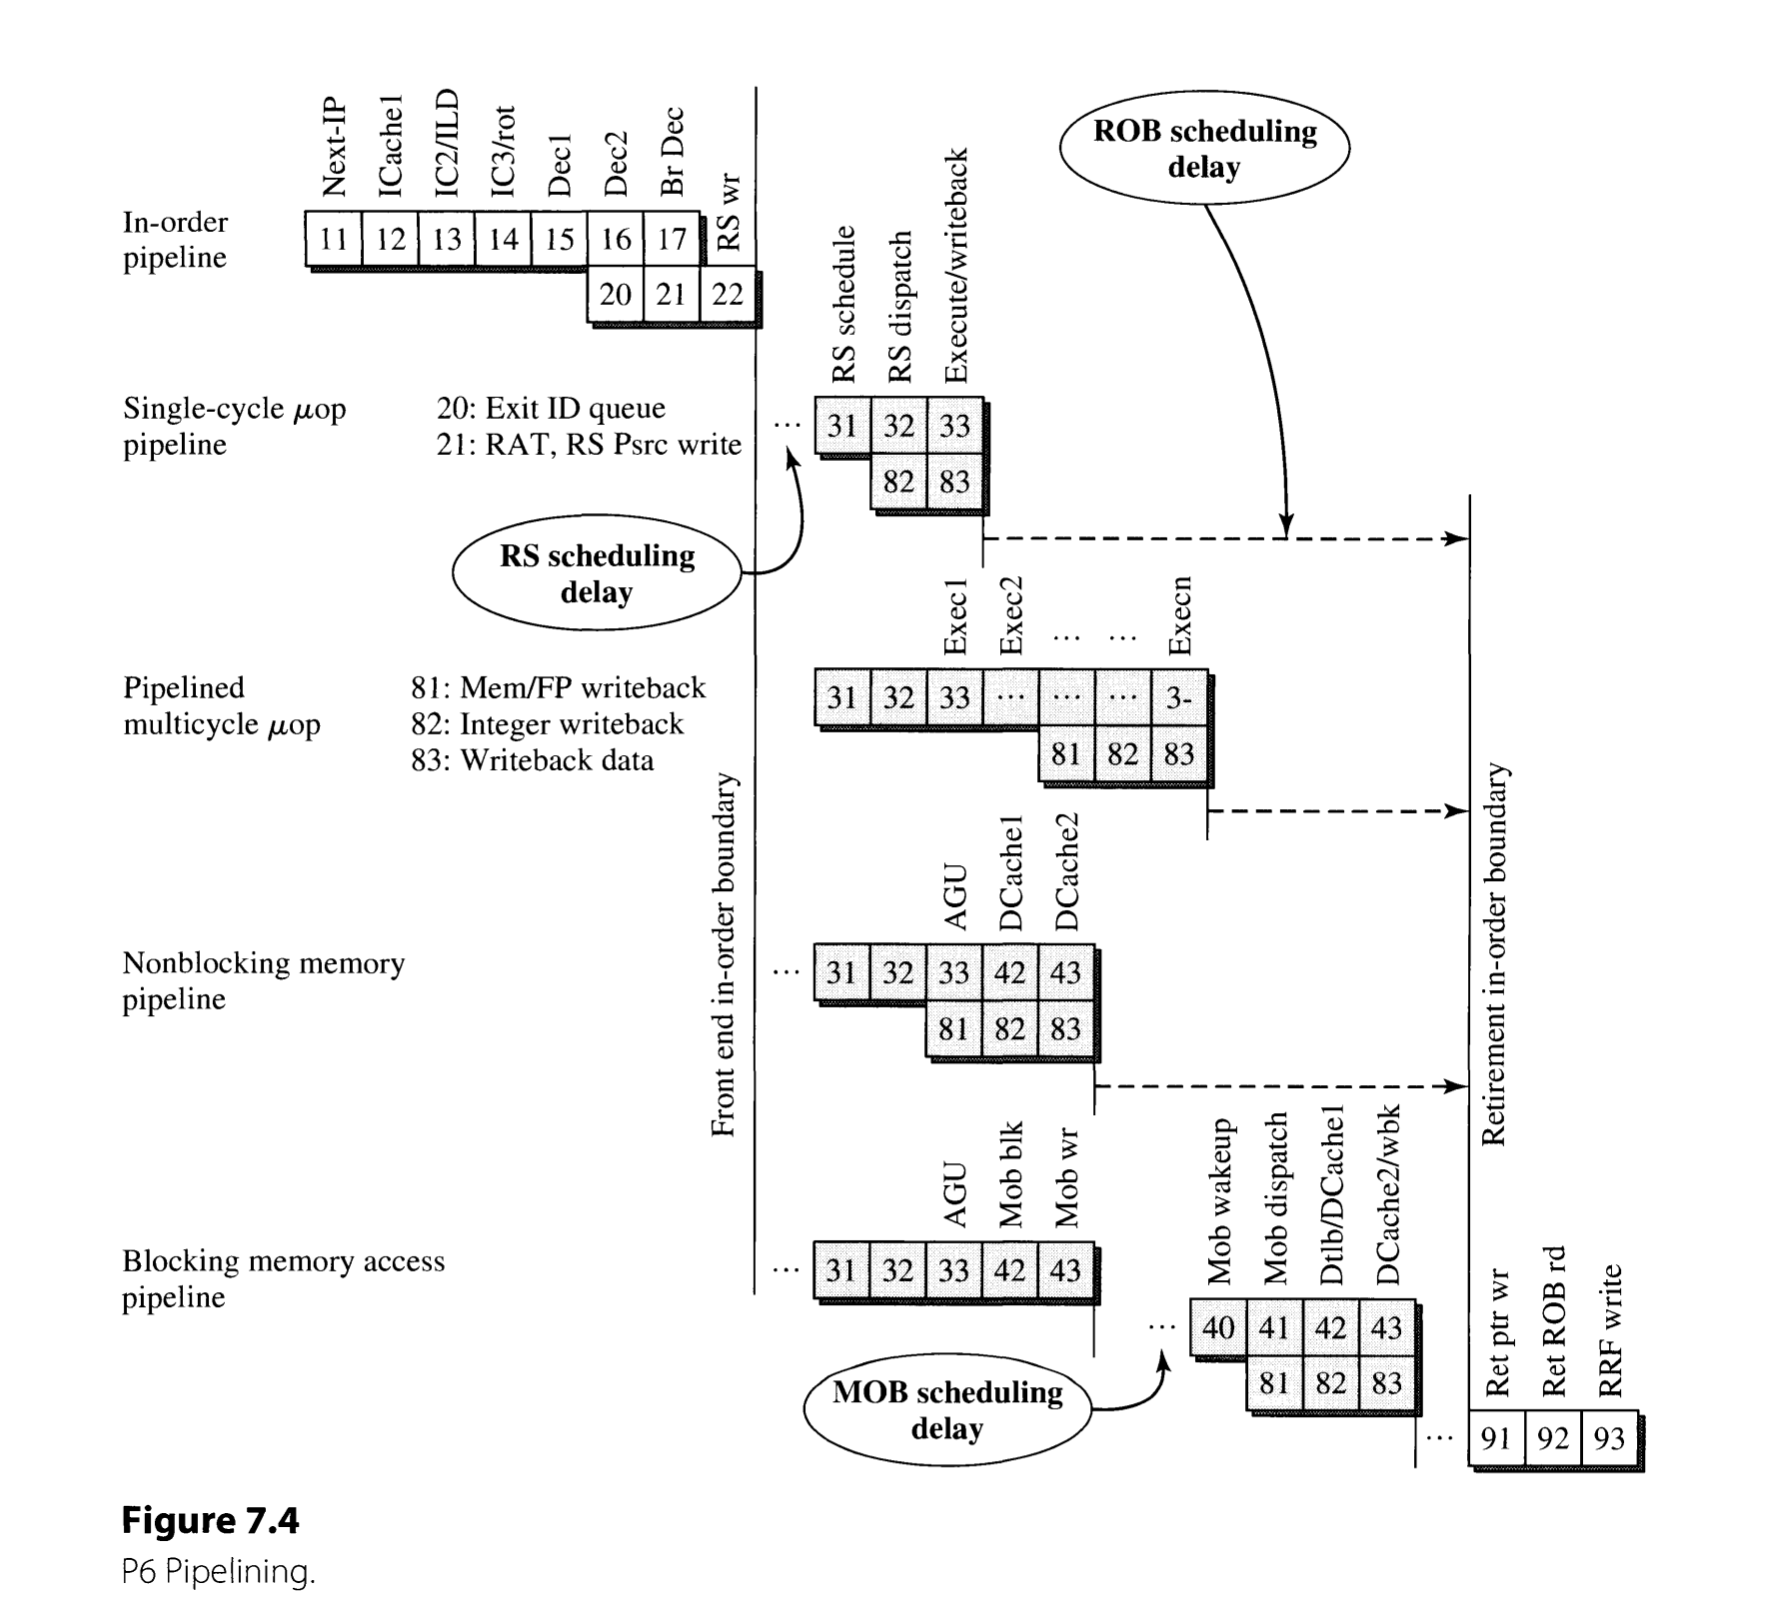 Next-IP
ICache1
IC2/ILD
IC3/rot
Dec1
Dec2
Br Dec
RS wr
In-order
pipeline
11 12 13 14 15 16 17
20 21 22
ROB scheduling
delay
RS schedule
RS dispatch
Execute/writeback
Single-cycle μop
pipeline
20: Exit ID queue
21: RAT, RS Psrc write
... 31 32 33
82 83
RS scheduling
delay
Exec1
Exec2
...
...
Execn
Pipelined
multicycle μop
81: Mem/FP writeback
82: Integer writeback
83: Writeback data
31 32 33 ... ... ... 3-
81 82 83
Front end in-order boundary
Retirement in-order boundary
AGU
DCache1
DCache2
Nonblocking memory
pipeline
... 31 32 33 42 43
81 82 83
AGU
Mob blk
Mob wr
Blocking memory access
pipeline
... 31 32 33 42 43
Mob wakeup
Mob dispatch
Dtlb/DCache1
DCache2/wbk
... 40 41 42 43
81 82 83
MOB scheduling
delay
Ret ptr wr
Ret ROB rd
RRF write
... 91 92 93
Figure 7.4
P6 Pipelining.